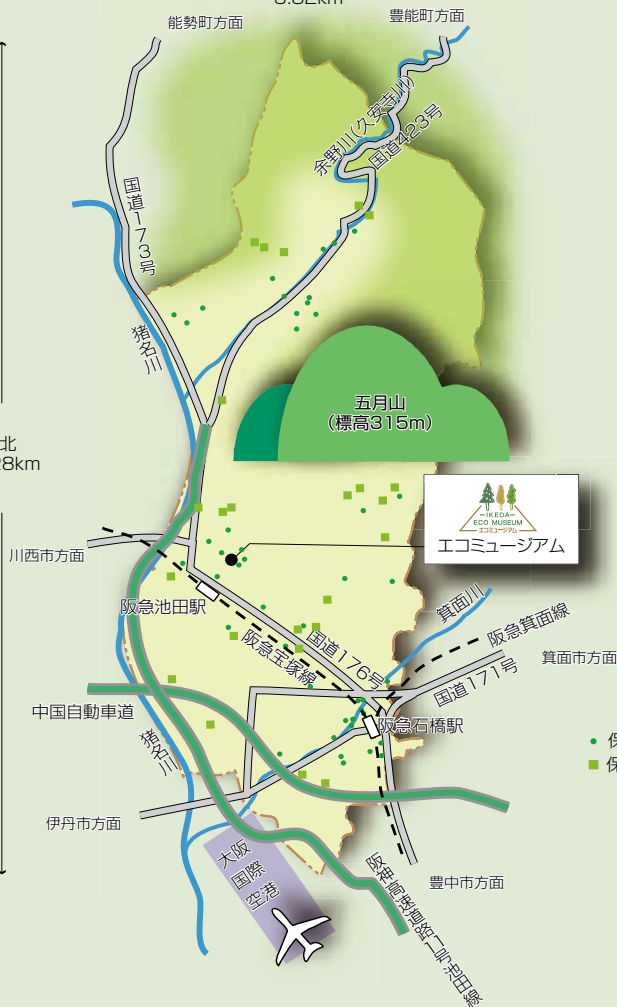 能勢町方面
豊能町方面
余野川(久安寺川)
国道423号
国道173号
猪名川
五月山
(標高315m)
北
8km
IKEDA
ECO MUSEUM
エコミュージアム
エコミュージアム
川西市方面
阪急池田駅
箕面川
阪急箕面線
箕面市方面
国道176号
阪急宝塚線
国道171号
中国自動車道
阪急石橋駅
猪名川
伊丹市方面
大阪
国際
空港
豊中市方面
阪神高速道路11号池田線
保
保